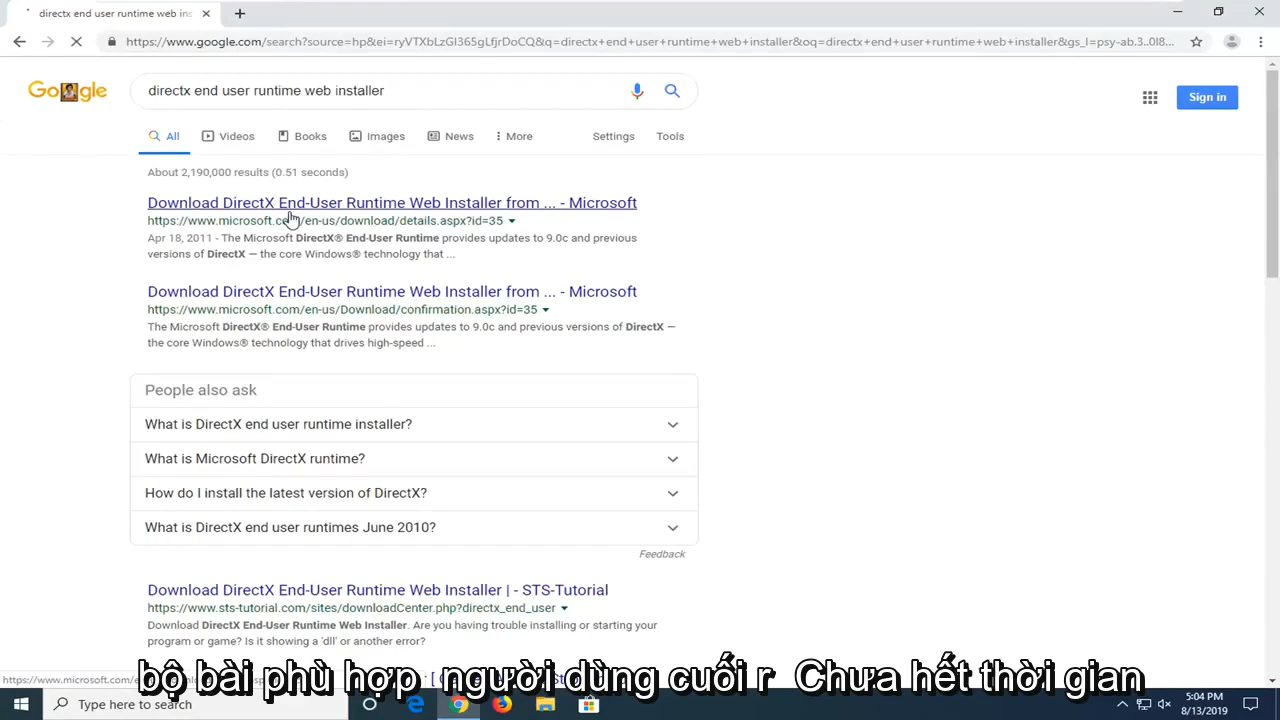 directx end user runtime web ins
https://www.google.com/search?source=hp&ei=ryVTXbLzGl365gLfjrDoCQ&q=directx+end+user+runtime+web+installer&oq=directx+end+user+runtime+web+installer&gs_l=psy-ab.3..0l8...
Google
directx end user runtime web installer
Sign in
All Videos Books Images News More Settings Tools
About 2,190,000 results (0.51 seconds)
Download DirectX End-User Runtime Web Installer from ... - Microsoft
https://www.microsoft.com/en-us/download/details.aspx?id=35
Apr 18, 2011 - The Microsoft DirectX® End-User Runtime provides updates to 9.0c and previous
versions of DirectX — the core Windows® technology that ...
Download DirectX End-User Runtime Web Installer from ... - Microsoft
https://www.microsoft.com/en-us/Download/confirmation.aspx?id=35
The Microsoft DirectX® End-User Runtime provides updates to 9.0c and previous versions of DirectX —
the core Windows® technology that drives high-speed ...
People also ask
What is DirectX end user runtime installer?
What is Microsoft DirectX runtime?
How do I install the latest version of DirectX?
What is DirectX end user runtimes June 2010?
Feedback
Download DirectX End-User Runtime Web Installer | - STS-Tutorial
https://www.sts-tutorial.com/sites/downloadCenter.php?directx_end_user
Download DirectX End-User Runtime Web Installer. Are you having trouble installing or starting your
program or game? Is it showing a 'dll' or another error?
bộ bài phù hợp người dùng cuối r Chưa hết thời gian
Type here to search
5:04 PM
8/13/2019